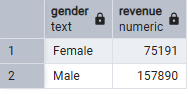 gender revenue
text numeric
1 Female 75191
2 Male 157890